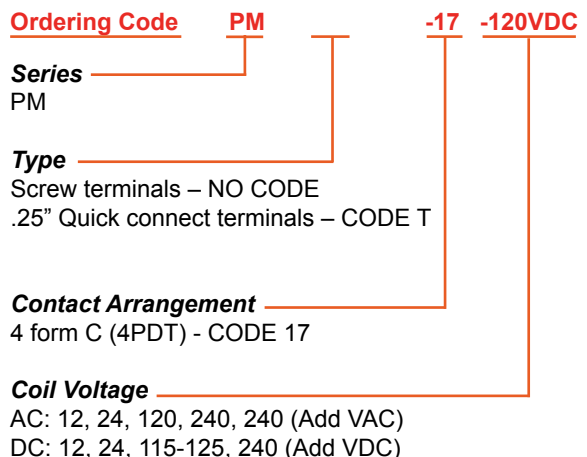 Ordering Code PM -17 -120VDC
Series
PM
Type
Screw terminals – NO CODE
.25” Quick connect terminals – CODE T
Contact Arrangement
4 form C (4PDT) - CODE 17
Coil Voltage
AC: 12, 24, 120, 240, 240 (Add VAC)
DC: 12, 24, 115-125, 240 (Add VDC)